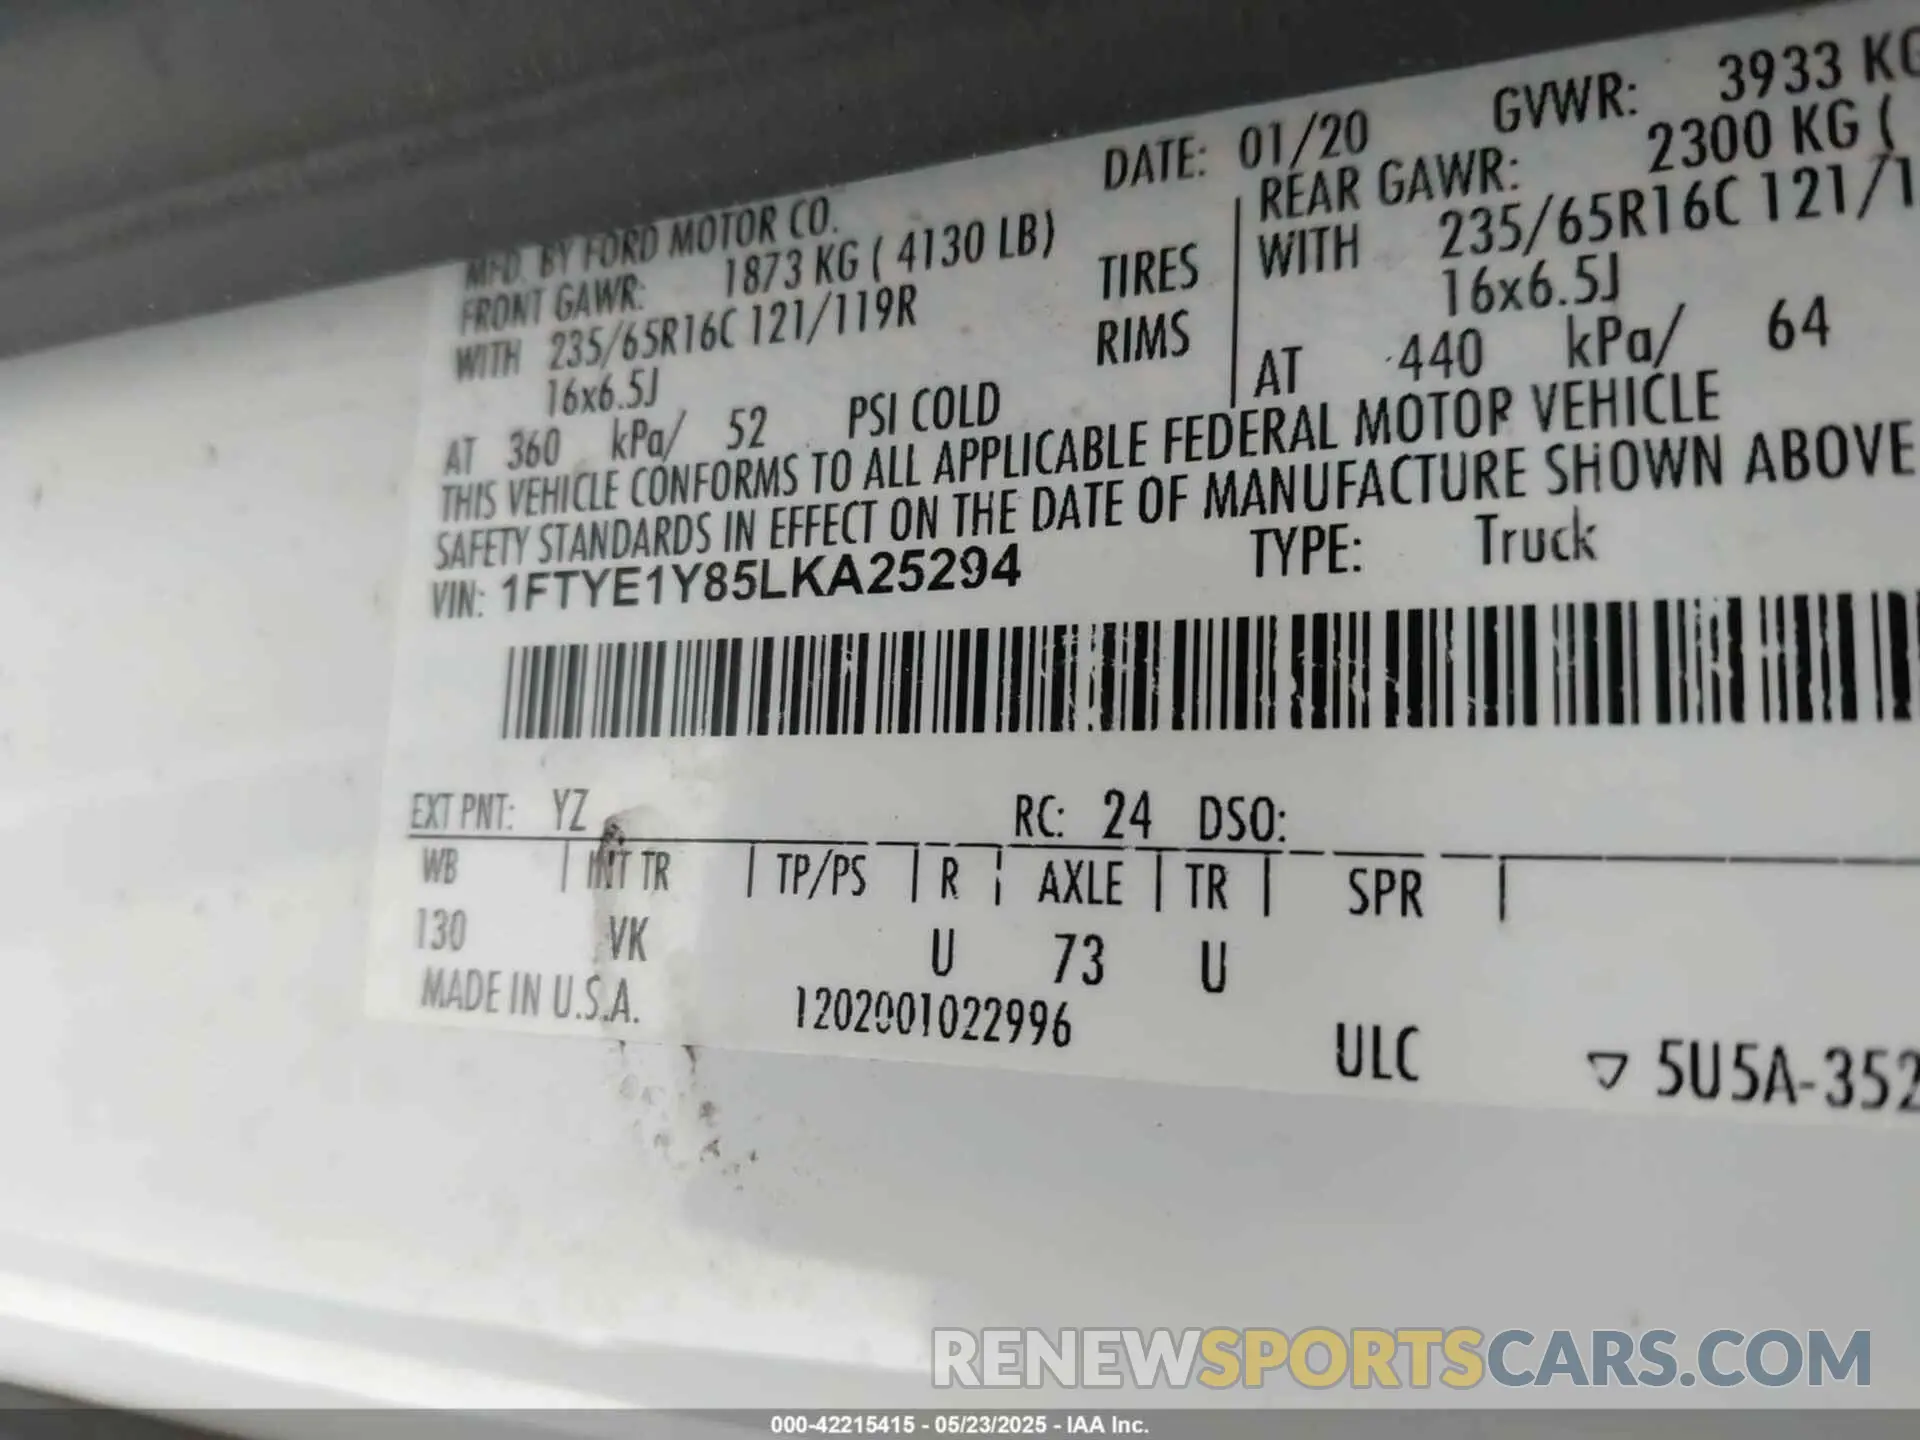 MFD. BY FORD MOTOR CO. DATE: 01/20 GVWR: 3933 KG
FRONT GAWR: 1873 KG ( 4130 LB) REAR GAWR: 2300 KG (
WITH 235/65R16C 121/119R TIRES WITH 235/65R16C 121/1
16x6.5J RIMS 16x6.5J
AT 360 kPa/ 52 PSI COLD AT 440 kPa/ 64
THIS VEHICLE CONFORMS TO ALL APPLICABLE FEDERAL MOTOR VEHICLE
SAFETY STANDARDS IN EFFECT ON THE DATE OF MANUFACTURE SHOWN ABOVE
VIN: 1FTYE1Y85LKA25294 TYPE: Truck
EXT PNT: YZ RC: 24 DSO:
WB | INT TR | TP/PS | R | AXLE | TR | SPR |
130 VK U 73 U
MADE IN U.S.A. 1202001022996 ULC ▽ 5U5A-352
RENEWSPORTSCARS.COM
000-42215415 - 05/23/2025 - IAA Inc.